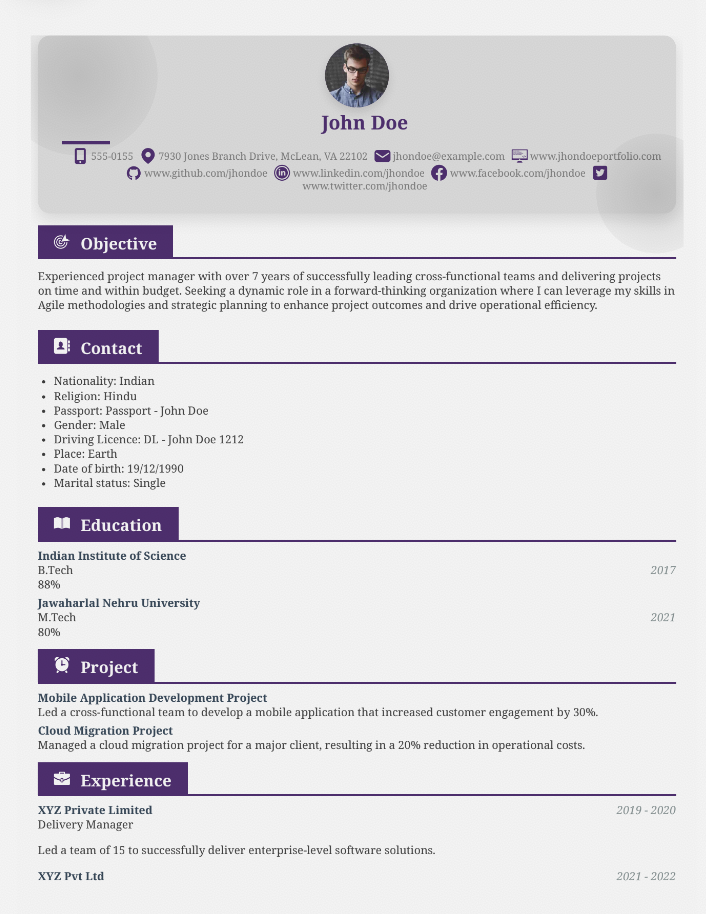 John Doe
555-0155 7930 Jones Branch Drive, McLean, VA 22102 jhondoe@example.com www.jhondoeportfolio.com
www.github.com/jhondoe www.linkedin.com/jhondoe www.facebook.com/jhondoe
www.twitter.com/jhondoe
Objective
Experienced project manager with over 7 years of successfully leading cross-functional teams and delivering projects
on time and within budget. Seeking a dynamic role in a forward-thinking organization where I can leverage my skills in
Agile methodologies and strategic planning to enhance project outcomes and drive operational efficiency.
Contact
• Nationality: Indian
• Religion: Hindu
• Passport: Passport - John Doe
• Gender: Male
• Driving Licence: DL - John Doe 1212
• Place: Earth
• Date of birth: 19/12/1990
• Marital status: Single
Education
Indian Institute of Science
B.Tech 2017
88%
Jawaharlal Nehru University
M.Tech 2021
80%
Project
Mobile Application Development Project
Led a cross-functional team to develop a mobile application that increased customer engagement by 30%.
Cloud Migration Project
Managed a cloud migration project for a major client, resulting in a 20% reduction in operational costs.
Experience
XYZ Private Limited 2019 - 2020
Delivery Manager
Led a team of 15 to successfully deliver enterprise-level software solutions.
XYZ Pvt Ltd 2021 - 2022